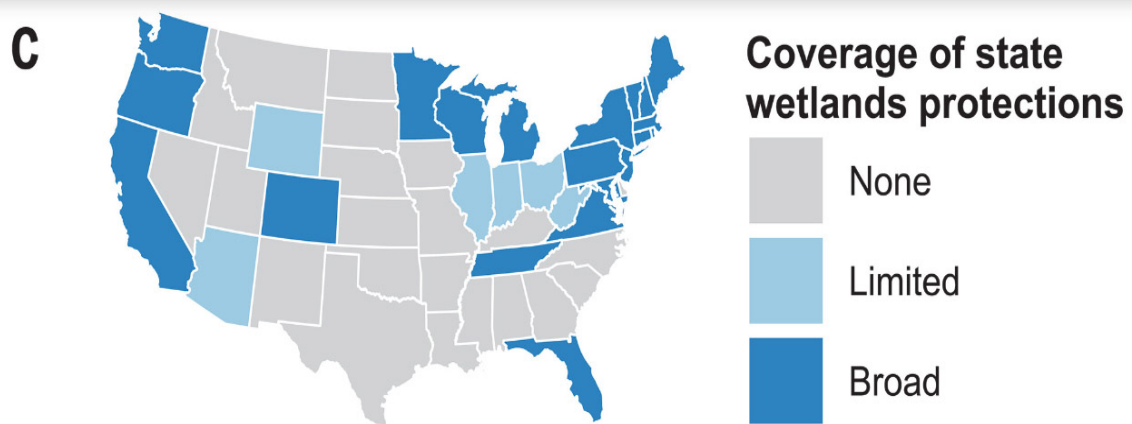 C
Coverage of state
wetlands protections
None
Limited
Broad